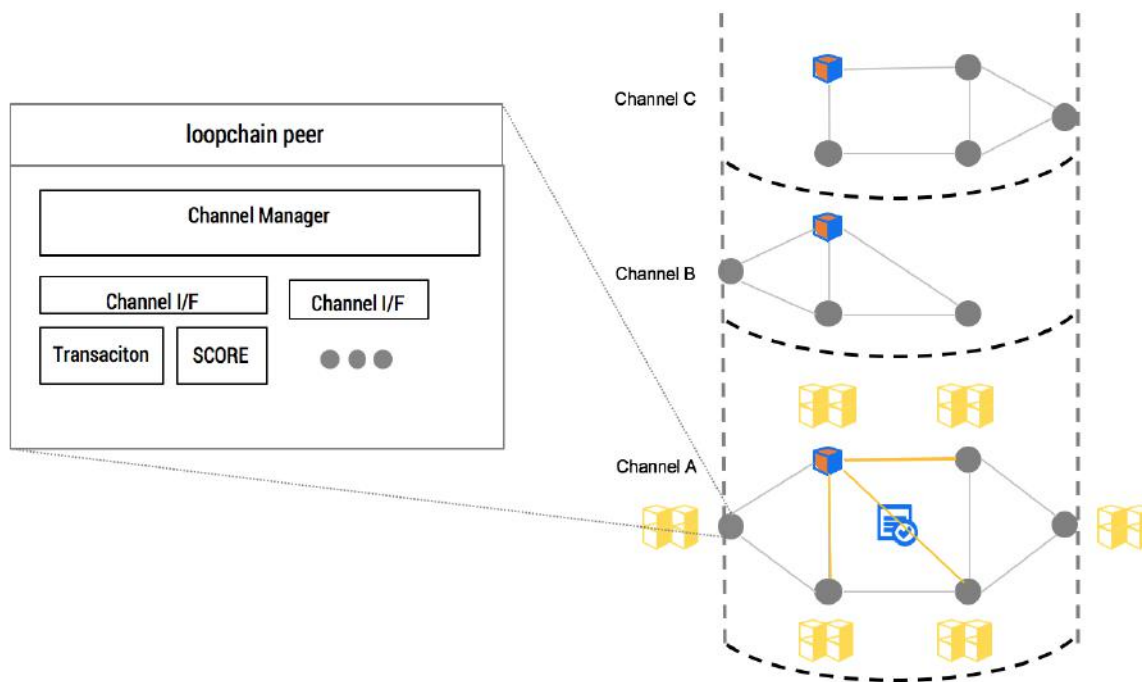 loopchain peer
Channel Manager
Channel I/F
Channel I/F
Transaciton
SCORE
Channel C
Channel B
Channel A